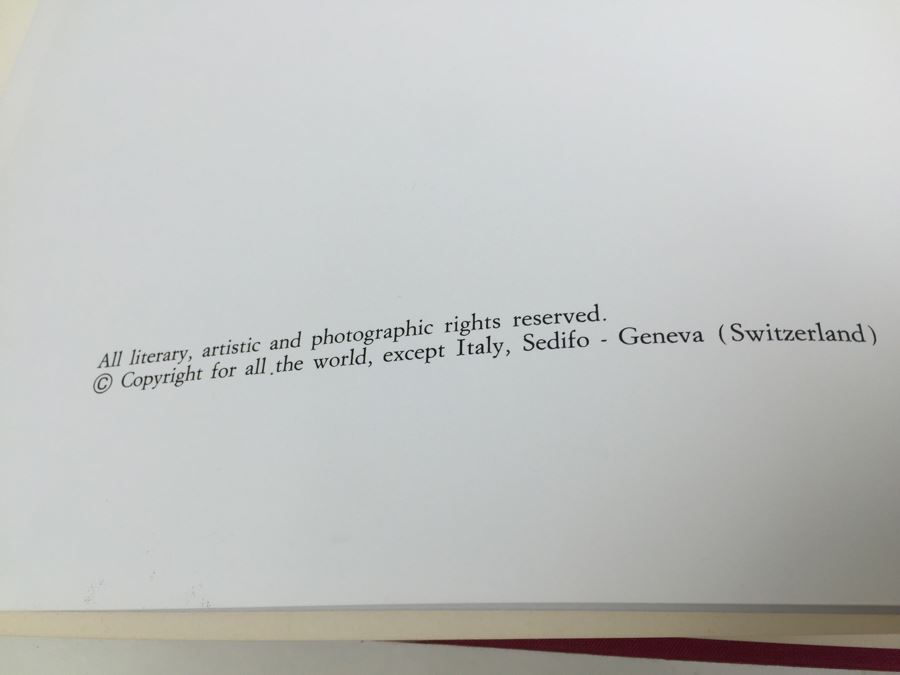 All literary, artistic and photographic rights reserved.
© Copyright for all the world, except Italy, Sedifo - Geneva (Switzerland)